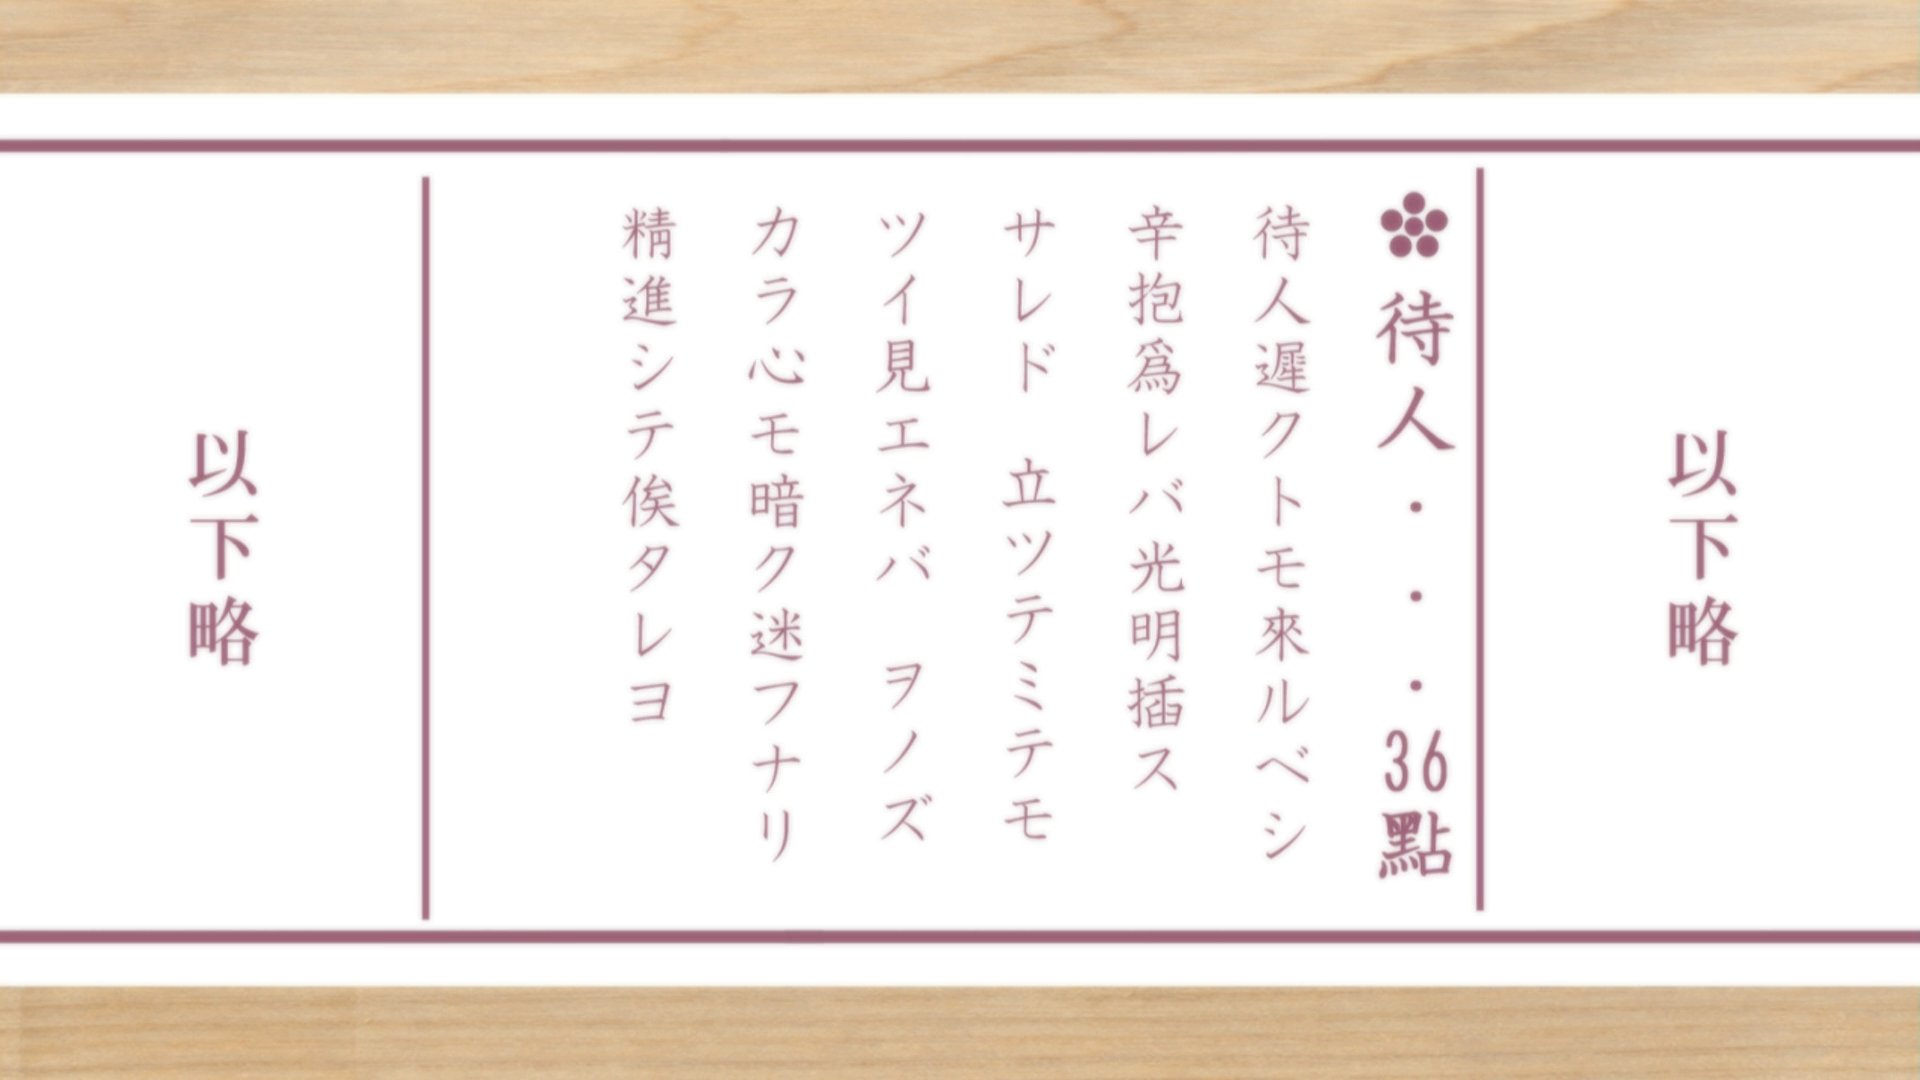 以下略
待人・・・36點
待人遲クトモ來ルベシ
辛抱爲レバ光明插ス
サレド 立ツテミテモ
ツイ見エネバ ヲノズ
カラ心モ暗ク迷フナリ
精進シテ俟タレヨ
以下略